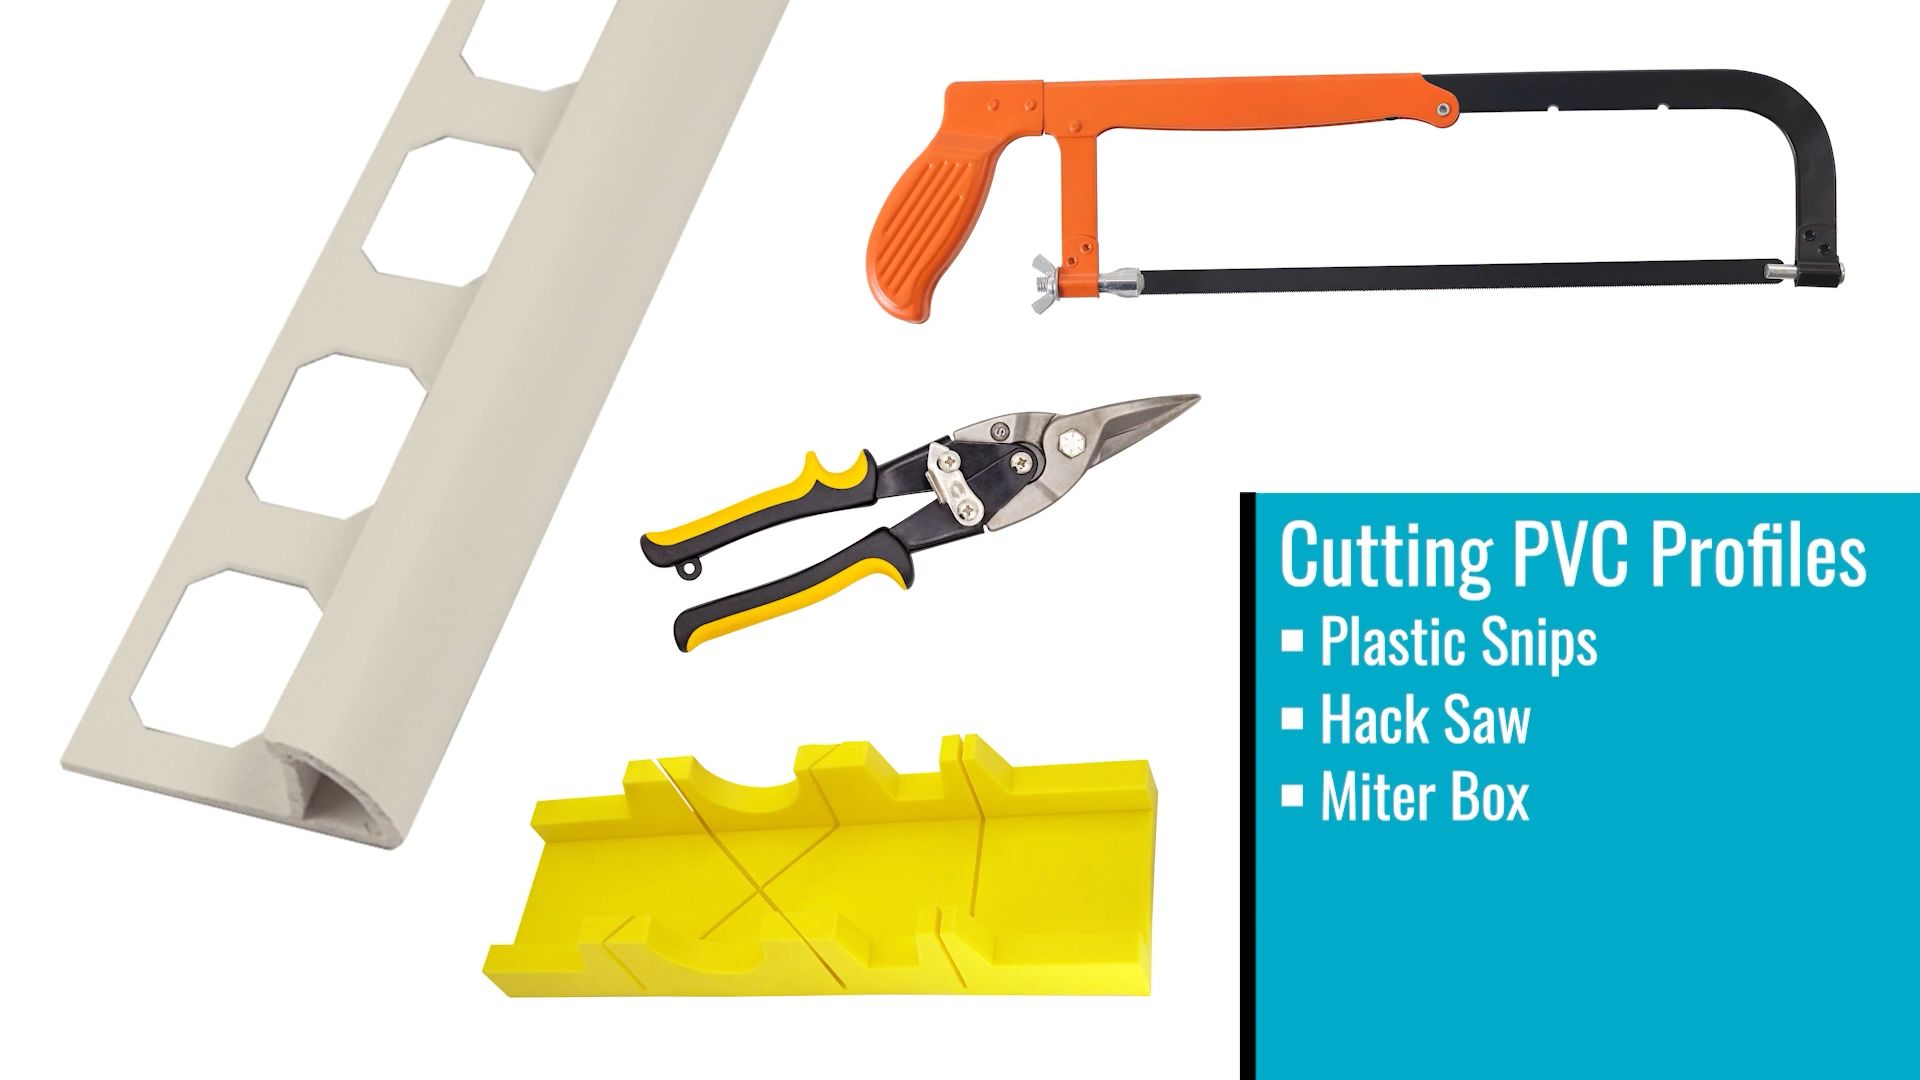 Cutting PVC Profiles
▪ Plastic Snips
▪ Hack Saw
▪ Miter Box